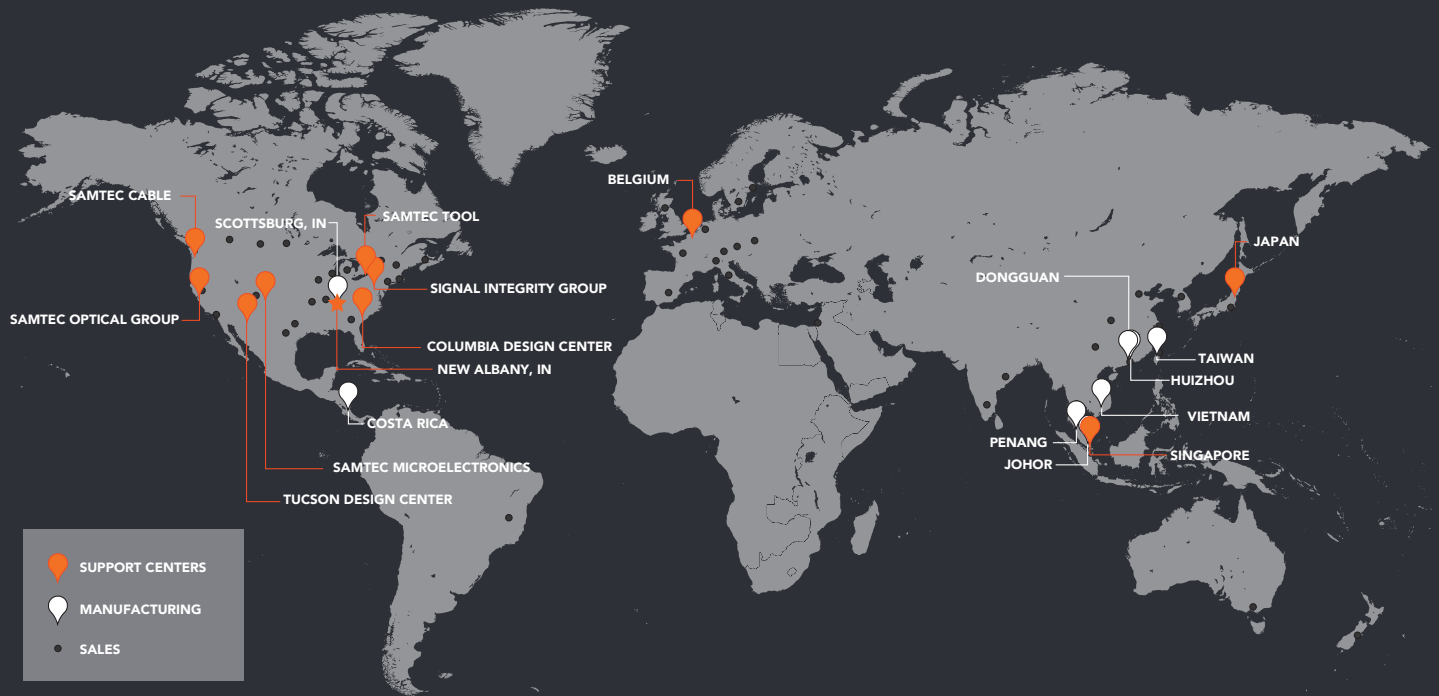 BELGIUM
SAMTEC CABLE
SCOTTSBURG, IN
SAMTEC TOOL
JAPAN
DONGGUAN
SIGNAL INTEGRITY GROUP
SAMTEC OPTICAL GROUP
COLUMBIA DESIGN CENTER
TAIWAN
NEW ALBANY, IN
HUIZHOU
VIETNAM
COSTA RICA
PENANG
SINGAPORE
JOHOR
SAMTEC MICROELECTRONICS
TUCSON DESIGN CENTER
SUPPORT CENTERS
MANUFACTURING
SALES